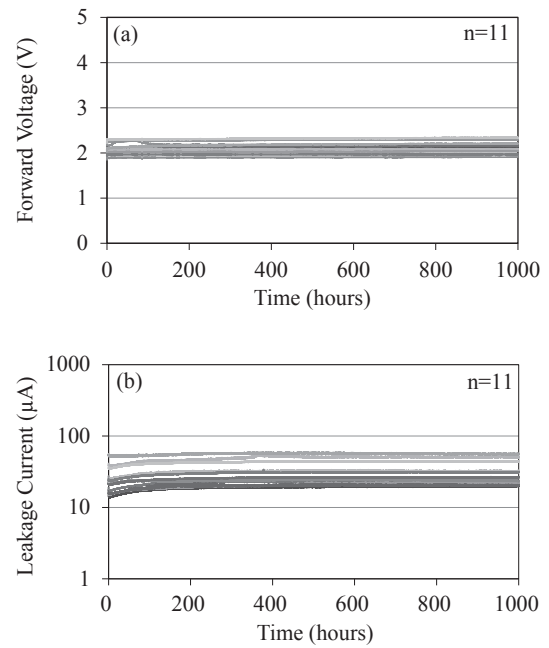 (a)
n=11
5
4
3
2
1
0
Forward Voltage (V)
0 200 400 600 800 1000
Time (hours)
(b)
n=11
1000
100
10
1
Leakage Current (µA)
0 200 400 600 800 1000
Time (hours)